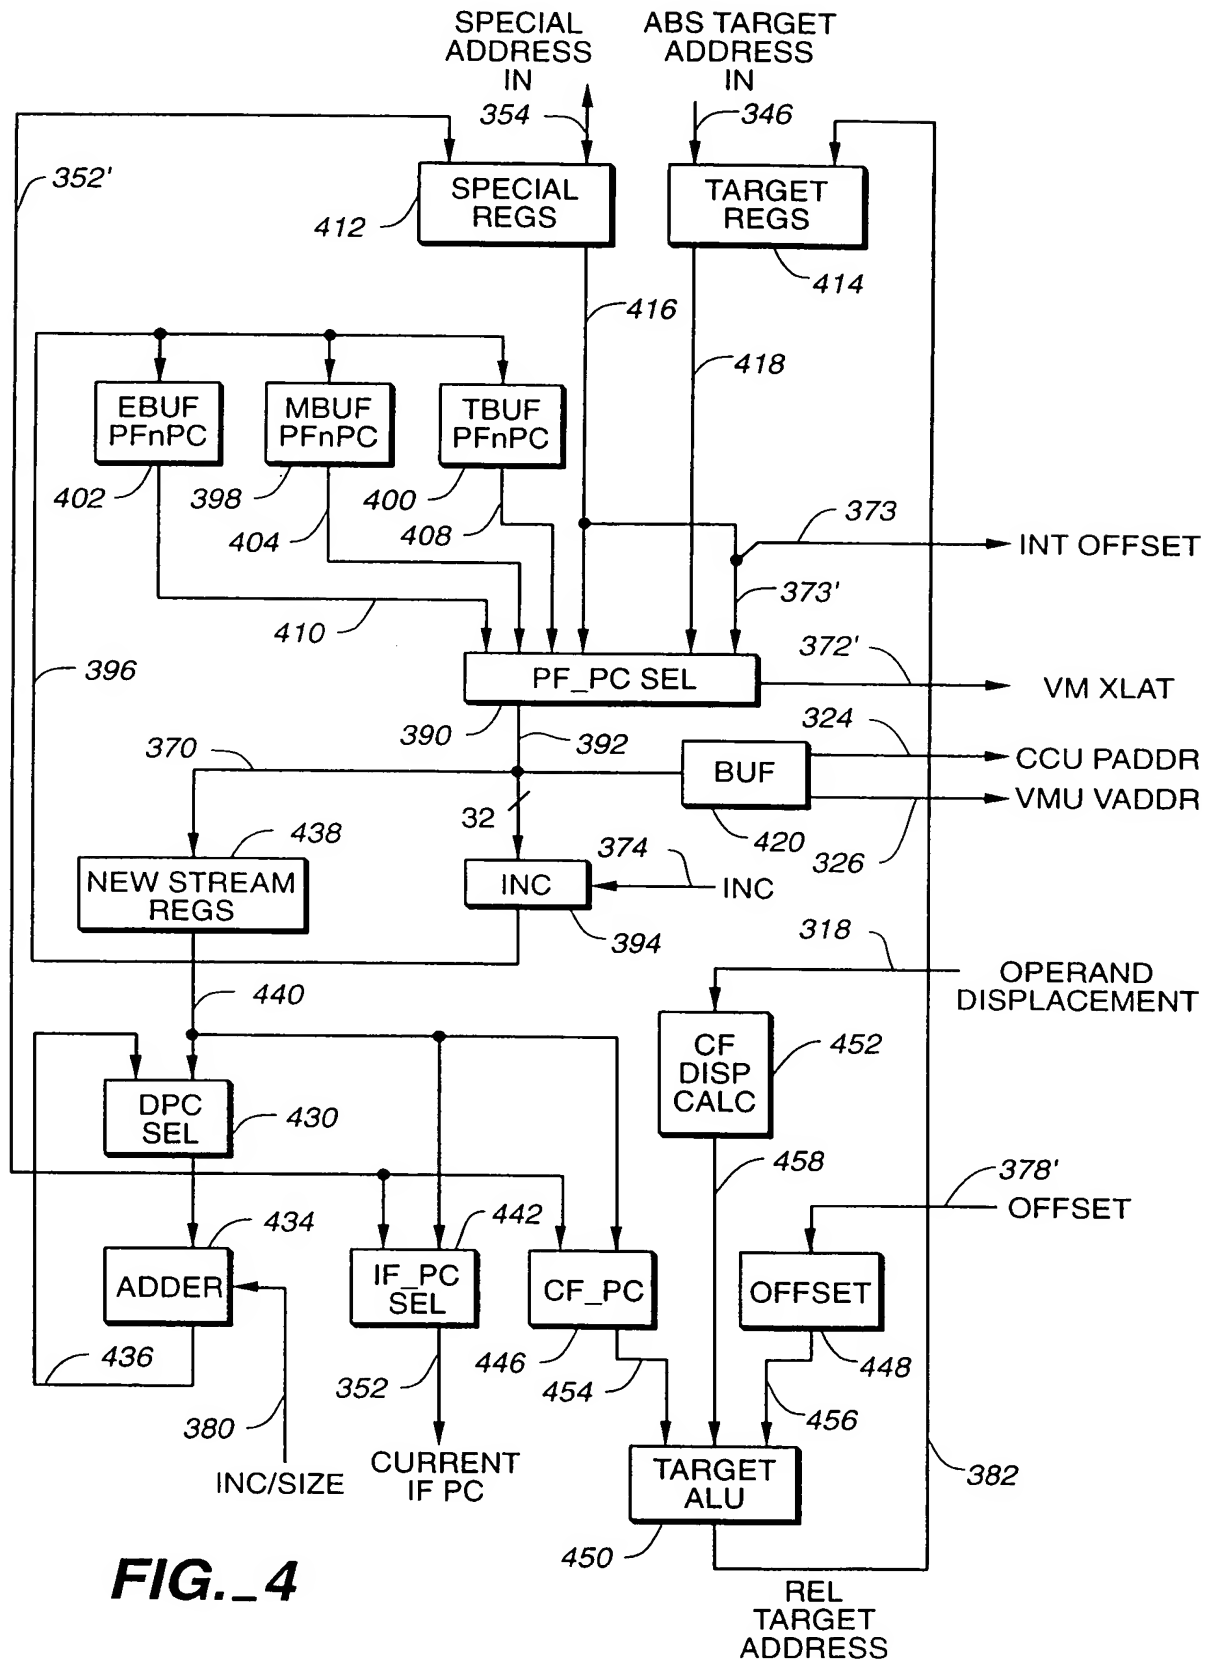 SPECIAL
ADDRESS
IN
ABS TARGET
ADDRESS
IN
354
346
352'
SPECIAL
REGS
412
TARGET
REGS
414
416
418
EBUF
PFnPC
MBUF
PFnPC
TBUF
PFnPC
402
398
400
404
408
410
373
INT OFFSET
373'
396
PF_PC SEL
372'
VM XLAT
390
392
370
324
BUF
CCU PADDR
VMU VADDR
420
326
32
438
374
NEW STREAM
REGS
INC
INC
394
318
440
OPERAND
DISPLACEMENT
CF
DISP
CALC
452
DPC
SEL
430
458
378'
OFFSET
434
442
ADDER
IF_PC
SEL
CF_PC
OFFSET
436
446
448
352
454
456
380
INC/SIZE
CURRENT
IF PC
TARGET
ALU
382
450
FIG._4
REL
TARGET
ADDRESS